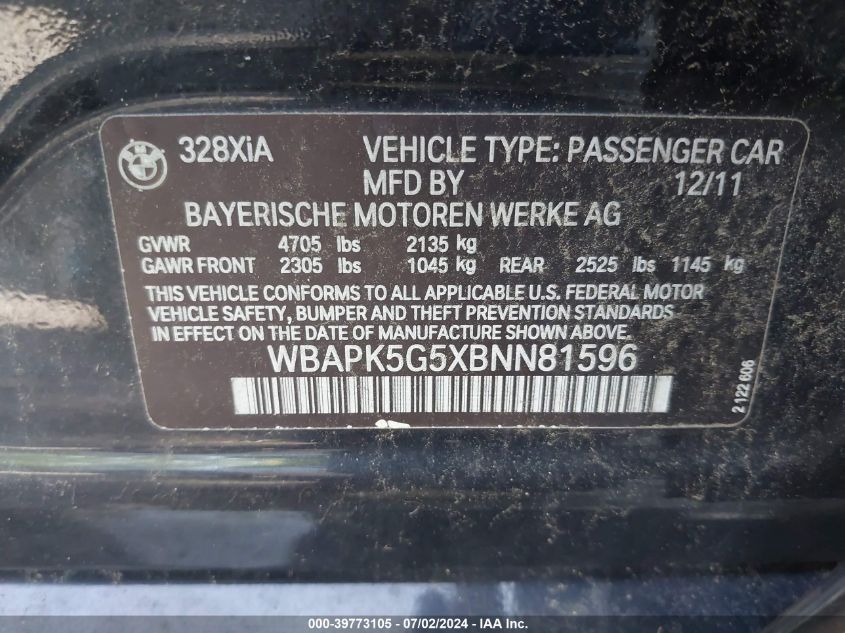 328XiA VEHICLE TYPE: PASSENGER CAR
MFD BY 12/11
BAYERISCHE MOTOREN WERKE AG
GVWR 4705 lbs 2135 kg
GAWR FRONT 2305 lbs 1045 kg REAR 2525 lbs 1145 kg
THIS VEHICLE CONFORMS TO ALL APPLICABLE U.S. FEDERAL MOTOR
VEHICLE SAFETY, BUMPER AND THEFT PREVENTION STANDARDS
IN EFFECT ON THE DATE OF MANUFACTURE SHOWN ABOVE.
WBAPK5G5XBNN81596
2 122 606
000-39773105 - 07/02/2024 - IAA Inc.